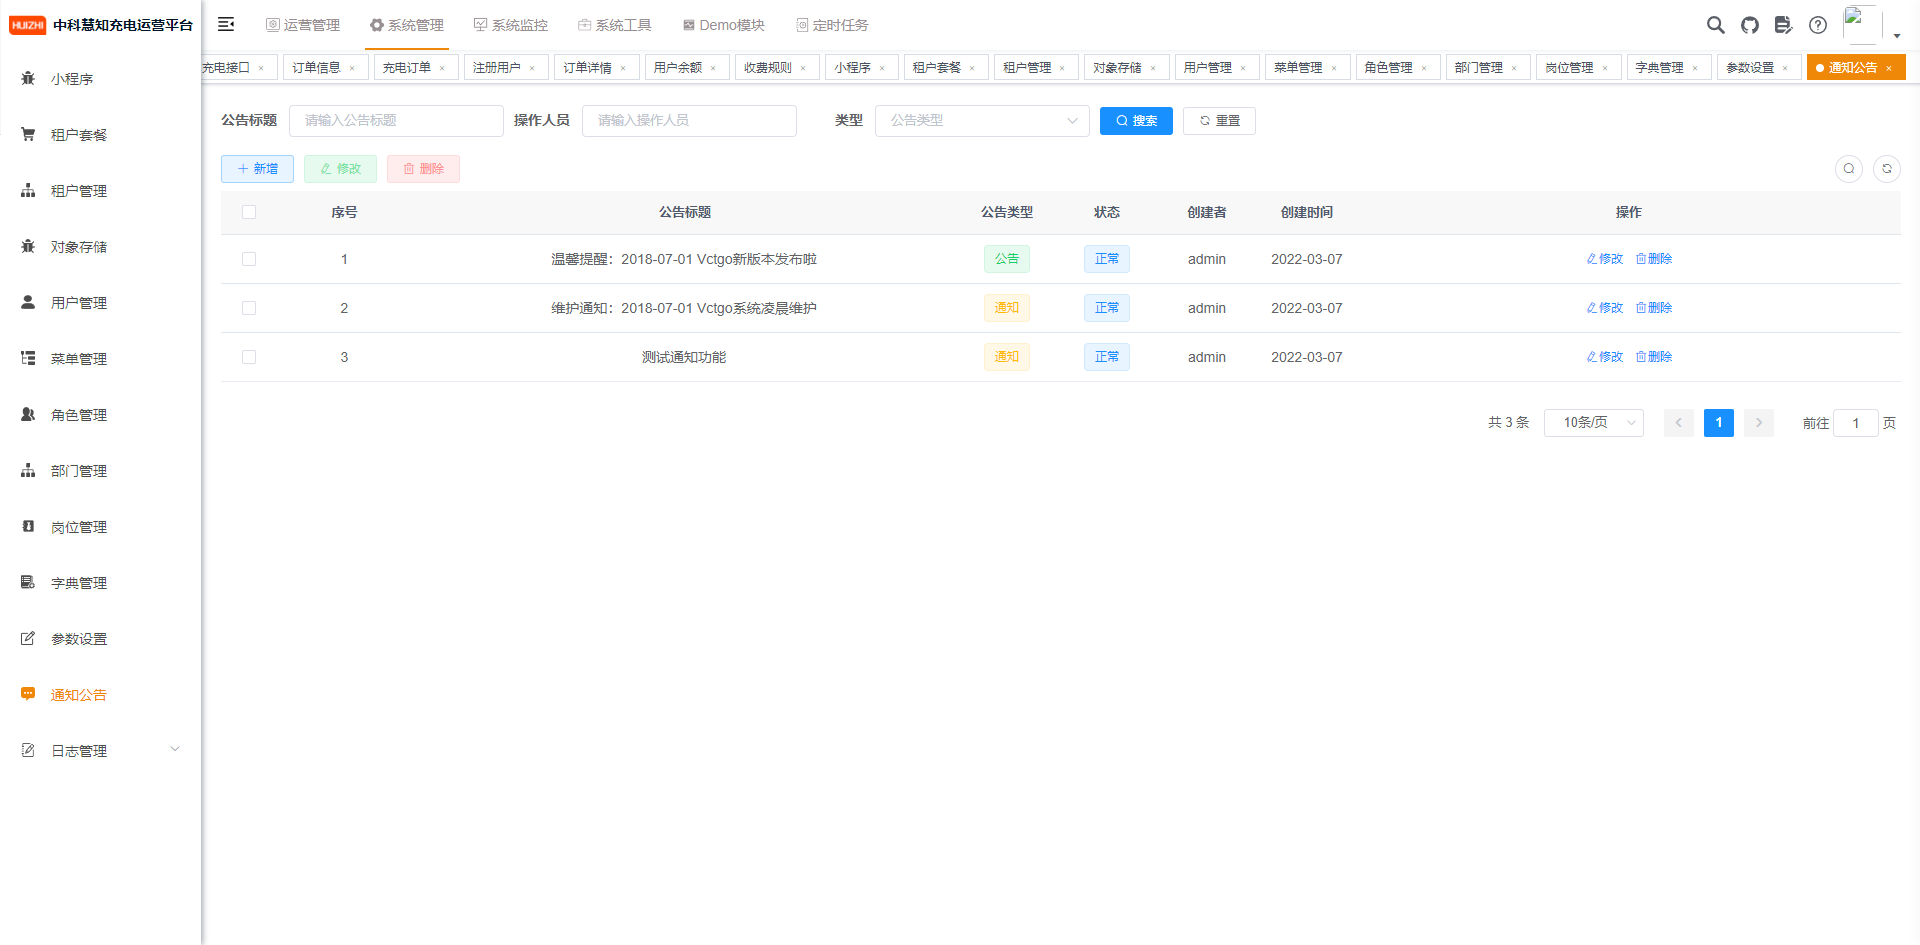 HUIZHI 中科慧知充电运营平台
运营管理 系统管理 系统监控 系统工具 Demo模块 定时任务
充电接口 × 订单信息 × 充电订单 × 注册用户 × 订单详情 × 用户余额 × 收费规则 × 小程序 × 租户套餐 × 租户管理 × 对象存储 × 用户管理 × 菜单管理 × 角色管理 × 部门管理 × 岗位管理 × 字典管理 × 参数设置 × 通知公告 ×
小程序
租户套餐
租户管理
对象存储
用户管理
菜单管理
角色管理
部门管理
岗位管理
字典管理
参数设置
通知公告
日志管理
公告标题 请输入公告标题 操作人员 请输入操作人员 类型 公告类型 搜索 重置
+ 新增 修改 删除
序号 公告标题 公告类型 状态 创建者 创建时间 操作
1 温馨提醒：2018-07-01 Vctgo新版本发布啦 公告 正常 admin 2022-03-07 修改 删除
2 维护通知：2018-07-01 Vctgo系统凌晨维护 通知 正常 admin 2022-03-07 修改 删除
3 测试通知功能 通知 正常 admin 2022-03-07 修改 删除
共 3 条 10条/页 < 1 > 前往 1 页